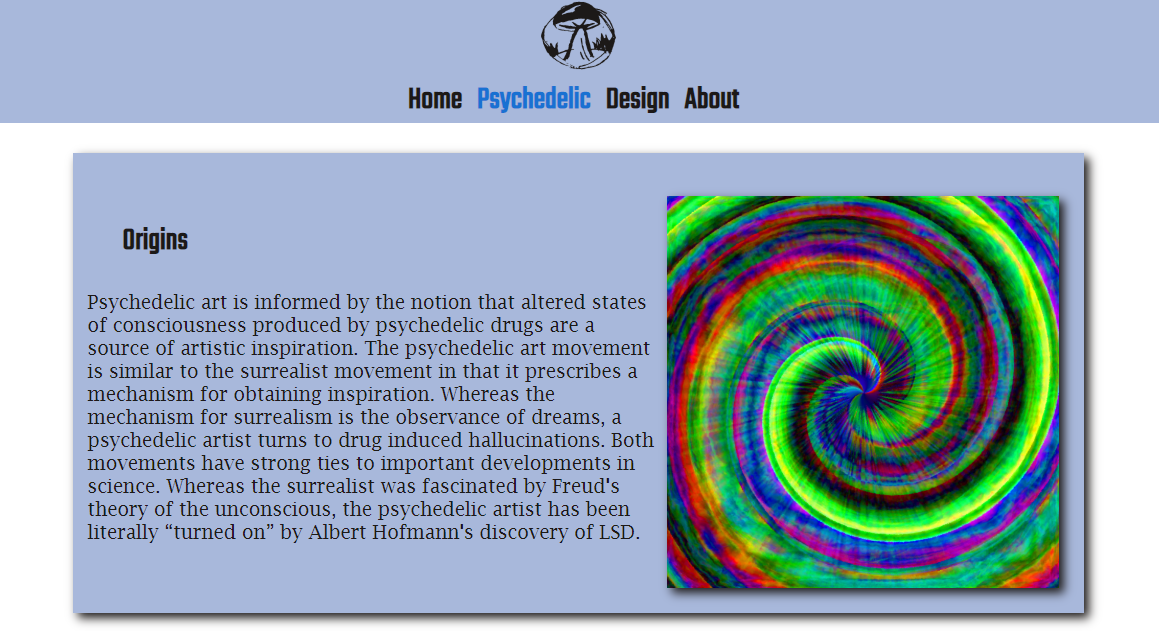 Home Psychedelic Design About
Origins
Psychedelic art is informed by the notion that altered states
of consciousness produced by psychedelic drugs are a
source of artistic inspiration. The psychedelic art movement
is similar to the surrealist movement in that it prescribes a
mechanism for obtaining inspiration. Whereas the
mechanism for surrealism is the observance of dreams, a
psychedelic artist turns to drug induced hallucinations. Both
movements have strong ties to important developments in
science. Whereas the surrealist was fascinated by Freud's
theory of the unconscious, the psychedelic artist has been
literally “turned on” by Albert Hofmann's discovery of LSD.